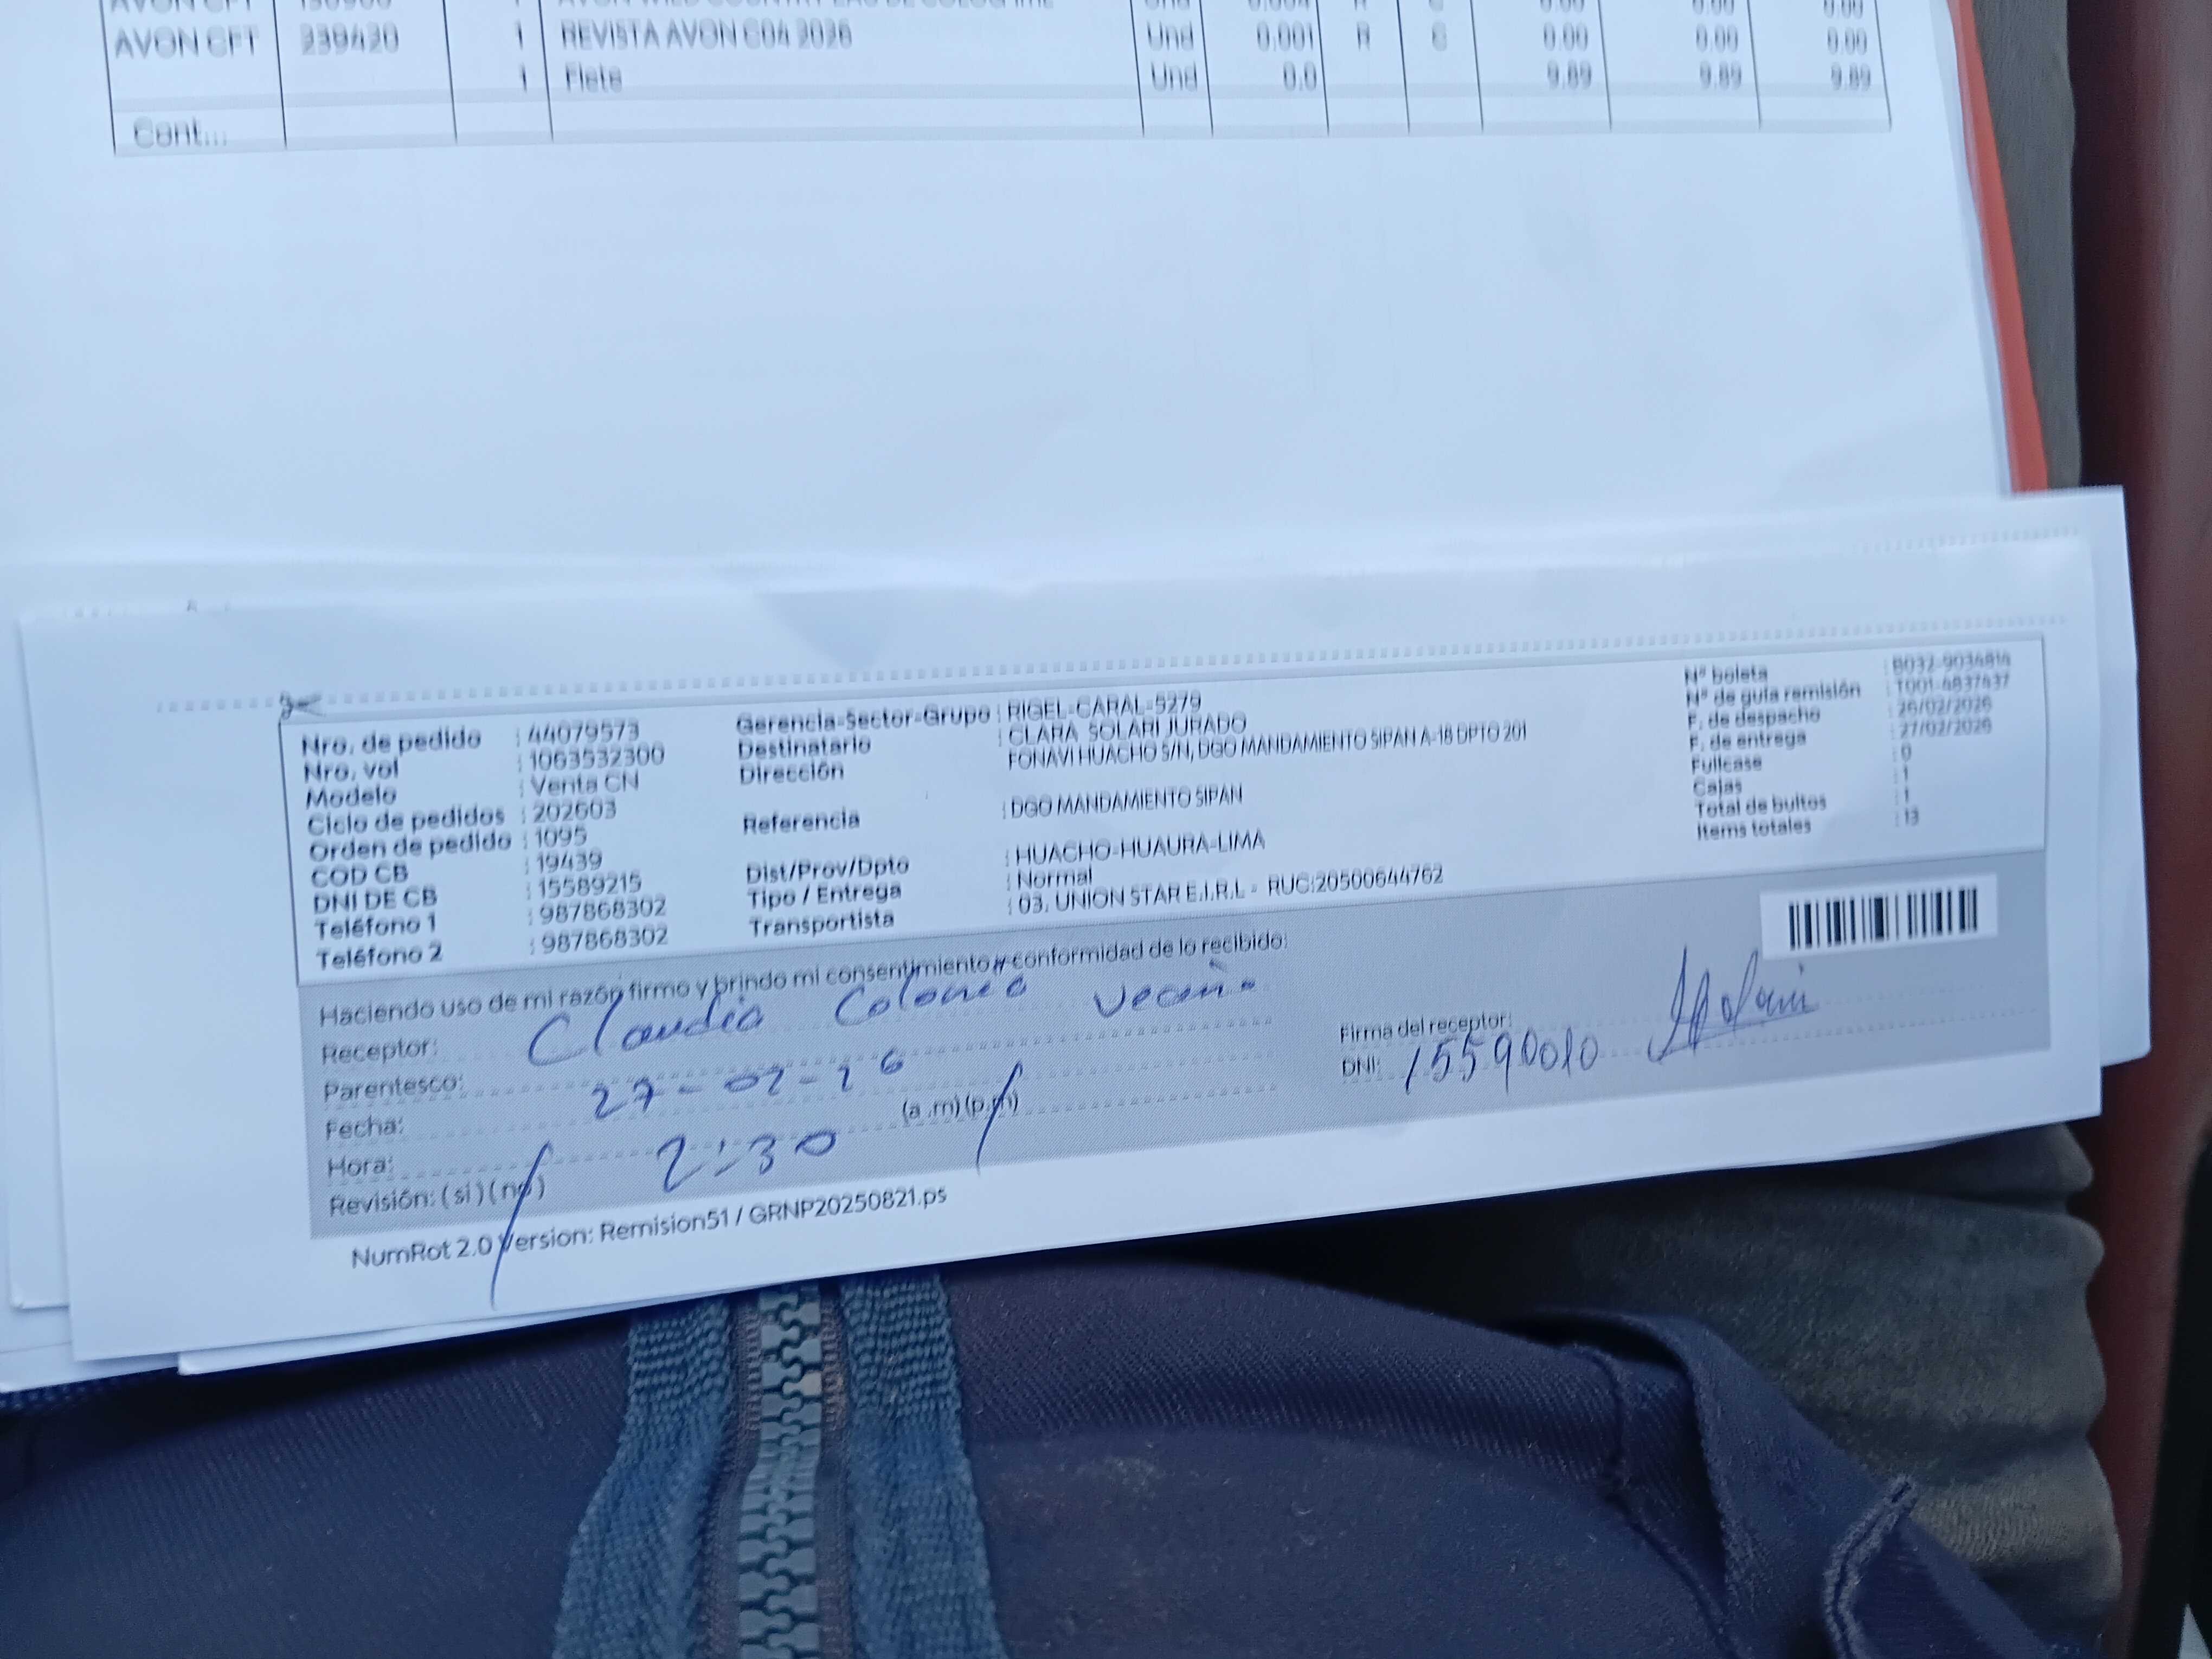 AVON CFT 239420 1 REVISTA AVON C04 2026 Und 0.001 R G 0.00 0.00 0.00
1 Flete Und 0.0 9.89 9.89 9.89
Cont...
Nro. de pedido : 44079573
Nro. vol : 1063532300
Modelo : Venta CN
Ciclo de pedidos : 202603
Orden de pedido : 1095
COD CB : 19439
DNI DE CB : 15589215
Teléfono 1 : 987868302
Teléfono 2 : 987868302
Gerencia-Sector-Grupo : RIGEL-CARAL-5279
Destinatario : CLARA SOLARI JURADO
Dirección FONAVI HUACHO S/N, DGO MANDAMIENTO SIPAN A-18 DPTO 201
Referencia : DGO MANDAMIENTO SIPAN
Dist/Prov/Dpto : HUACHO-HUAURA-LIMA
Tipo / Entrega : Normal
Transportista : 03. UNION STAR E.I.R.L - RUC:20500644762
N° boleta : B032-9034814
N° de guía remisión : T001-4837437
F. de despacho : 26/02/2026
F. de entrega : 27/02/2026
Fullcase : 0
Cajas : 1
Total de bultos : 1
Items totales : 13
Haciendo uso de mi razón firmo y brindo mi consentimiento y conformidad de lo recibido:
Receptor: Claudia Colonia
Parentesco:
Fecha: 27-02-26
Hora: 2:30 (a .m) (p.m)
Revisión: (si) (no)
Firma del receptor:
DNI: 15590010
NumRot 2.0 Version: Remision51 / GRNP20250821.ps